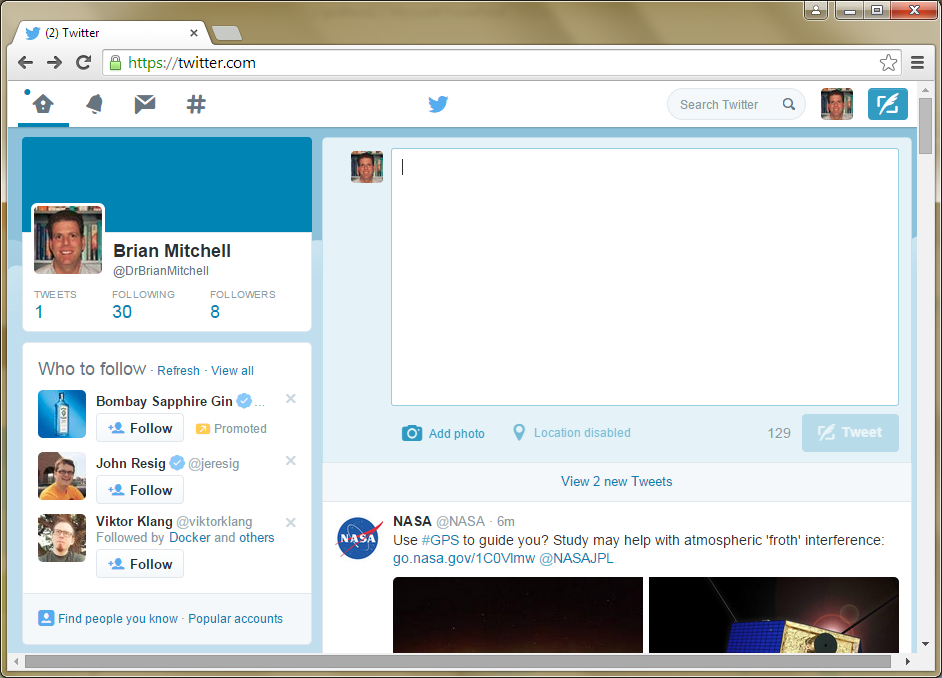 (2) Twitter
https://twitter.com
Search Twitter
Brian Mitchell
@DrBrianMitchell
TWEETS FOLLOWING FOLLOWERS
1 30 8
Who to follow · Refresh · View all
Bombay Sapphire Gin ...
Follow Promoted
John Resig @jeresig
Follow
Viktor Klang @viktorklang
Followed by Docker and others
Follow
Find people you know · Popular accounts
Add photo Location disabled 129 Tweet
View 2 new Tweets
NASA @NASA · 6m
Use #GPS to guide you? Study may help with atmospheric 'froth' interference:
go.nasa.gov/1C0Vlmw @NASAJPL
NASA